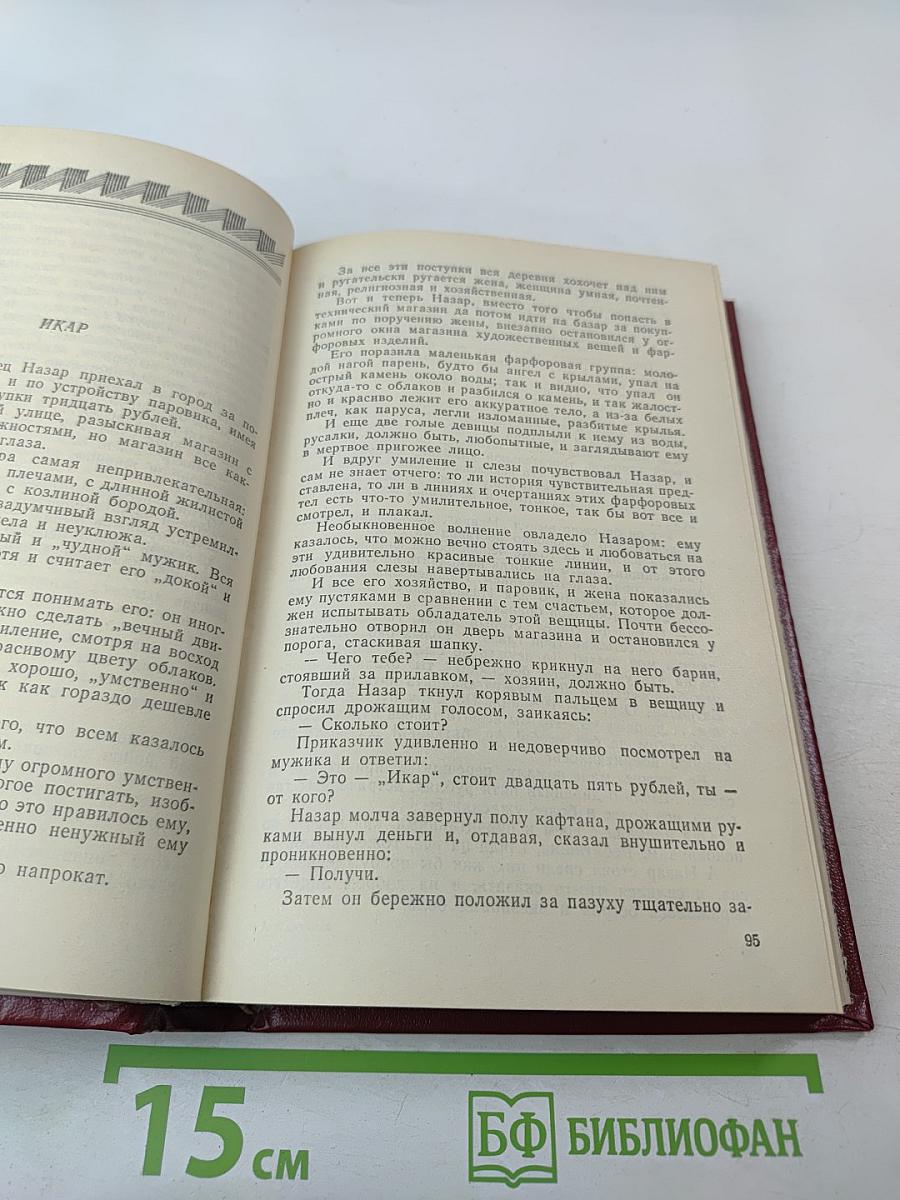 ИКАР
ец Назар приехал в город за по-
и по устройству паровика, имея
упки тридцать рублей.
й улице, разыскивая магазин с
жностями, но магазин все как-
глаза.
ра самая непривлекательная:
плечами, с длинной жилистой
с козлиной бородой.
задумчивый взгляд устремил-
ела и неуклюжа.
ный и „чудной“ мужик. Вся
отя и считает его „докой“ и
тся понимать его: он иног-
жно сделать „вечный дви-
иление, смотря на восход
расивому цвету облаков.
хорошо, „умственно“ и
к как гораздо дешевле
его, что всем казалось
м.
му огромного умствен-
гогое постигать, изоб-
о это нравилось ему,
енно ненужный ему
о напрокат.
За все эти поступки вся деревня хохочет над ним
и ругательски ругается жена, женщина умная, почтен-
ная, религиозная и хозяйственная.
Вот и теперь Назар, вместо того чтобы попасть в
технический магазин да потом идти на базар за покуп-
ками по поручению жены, внезапно остановился у ог-
ромного окна магазина художественных вещей и фар-
форовых изделий.
Его поразила маленькая фарфоровая группа: моло-
дой нагой парень, будто бы ангел с крылами, упал на
острый камень около воды; так и видно, что упал он
откуда-то с облаков и разбился о камень, и так жалост-
но и красиво лежит его аккуратное тело, а из-за белых
плеч, как паруса, легли изломанные, разбитые крылья.
И еще две голые девицы подплыли к нему из воды,
русалки, должно быть, любопытные, и заглядывают ему
в мертвое пригожее лицо.
И вдруг умиление и слезы почувствовал Назар, и
сам не знает отчего: то ли история чувствительная пред-
ставлена, то ли в линиях и очертаниях этих фарфоровых
тел есть что-то умилительное, тонкое, так бы вот все и
смотрел, и плакал.
Необыкновенное волнение овладело Назаром: ему
казалось, что можно вечно стоять здесь и любоваться на
эти удивительно красивые тонкие линии, и от этого
любования слезы навертывались на глаза.
И все его хозяйство, и паровик, и жена показались
ему пустяками в сравнении с тем счастьем, которое дол-
жен испытывать обладатель этой вещицы. Почти бессо-
знательно отворил он дверь магазина и остановился у
порога, стаскивая шапку.
— Чего тебе? — небрежно крикнул на него барин,
стоявший за прилавком, — хозяин, должно быть.
Тогда Назар ткнул корявым пальцем в вещицу и
спросил дрожащим голосом, заикаясь:
— Сколько стоит?
Приказчик удивленно и недоверчиво посмотрел на
мужика и ответил:
— Это — „Икар“, стоит двадцать пять рублей, ты —
от кого?
Назар молча завернул полу кафтана, дрожащими ру-
ками вынул деньги и, отдавая, сказал внушительно и
проникновенно:
— Получи.
Затем он бережно положил за пазуху тщательно за-
95
15 см
БФ БИБЛИОФАН